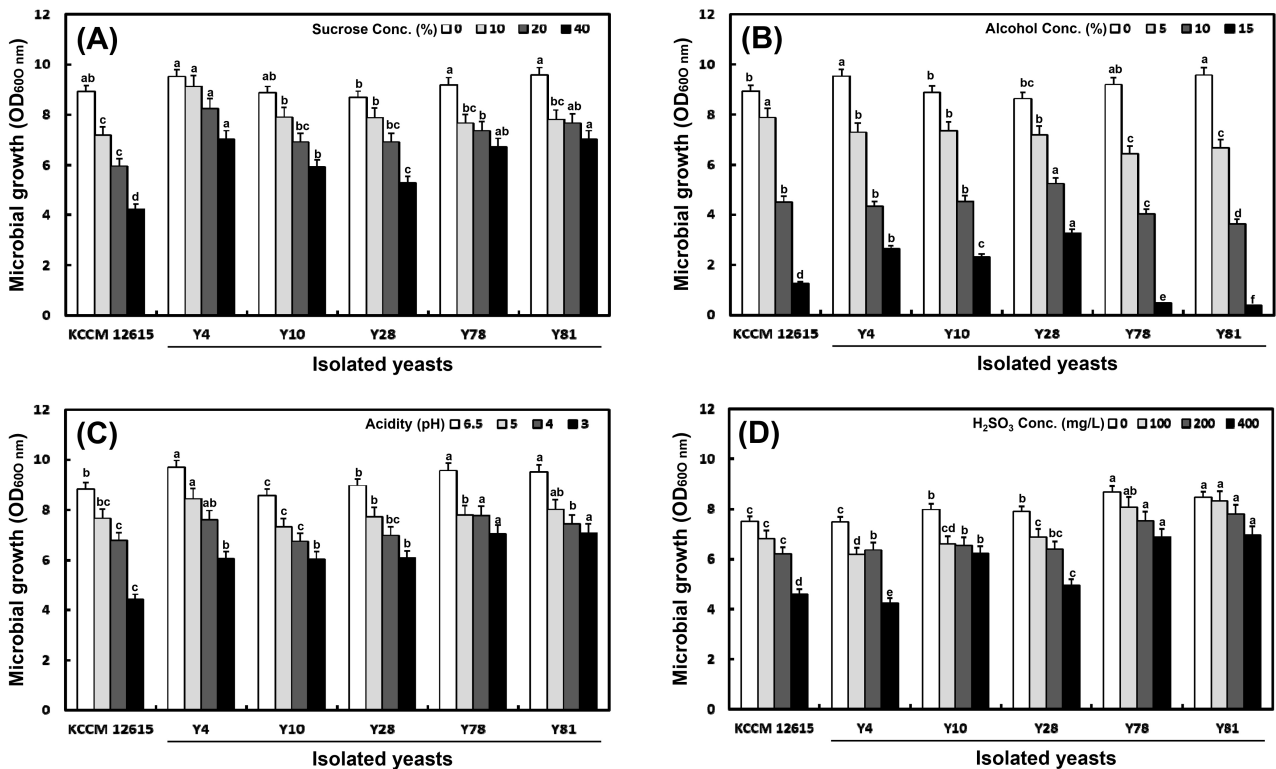 (A)
Sucrose Conc. (%) 0 10 20 40
Microbial growth (OD600 nm)
12
10
8
6
4
2
0
ab c c d
a a a a
ab b bc b
b b bc c
a bc b ab
a bc ab a
KCCM 12615 Y4 Y10 Y28 Y78 Y81
Isolated yeasts
(B)
Alcohol Conc. (%) 0 5 10 15
Microbial growth (OD600 nm)
12
10
8
6
4
2
0
b a b d
a b b b
b b b c
bc b a a
ab c c e
a c d f
KCCM 12615 Y4 Y10 Y28 Y78 Y81
Isolated yeasts
(C)
Acidity (pH) 6.5 5 4 3
Microbial growth (OD600 nm)
12
10
8
6
4
2
0
b bc c c
a a ab b
c c c b
b b bc b
a b a a
a ab b a
KCCM 12615 Y4 Y10 Y28 Y78 Y81
Isolated yeasts
(D)
H2SO3 Conc. (mg/L) 0 100 200 400
Microbial growth (OD600 nm)
12
10
8
6
4
2
0
c c c d
c d b e
b cd b b
b c bc c
a ab a a
a a a a
KCCM 12615 Y4 Y10 Y28 Y78 Y81
Isolated yeasts